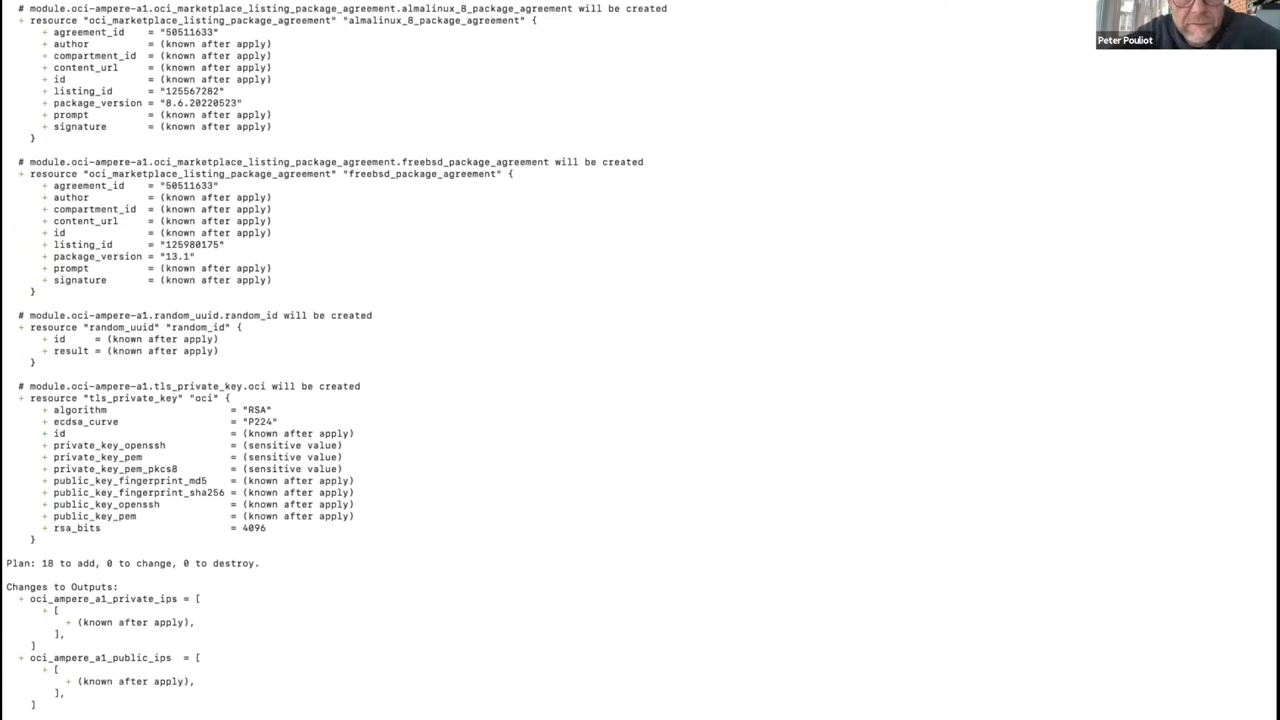 # module.oci-ampere-a1.oci_marketplace_listing_package_agreement.almalinux_8_package_agreement will be created
+ resource "oci_marketplace_listing_package_agreement" "almalinux_8_package_agreement" {
+ agreement_id    = "50511633"
+ author          = (known after apply)
+ compartment_id  = (known after apply)
+ content_url     = (known after apply)
+ id              = (known after apply)
+ listing_id      = "125567282"
+ package_version = "8.6.20220523"
+ prompt          = (known after apply)
+ signature       = (known after apply)
}
# module.oci-ampere-a1.oci_marketplace_listing_package_agreement.freebsd_package_agreement will be created
+ resource "oci_marketplace_listing_package_agreement" "freebsd_package_agreement" {
+ agreement_id    = "50511633"
+ author          = (known after apply)
+ compartment_id  = (known after apply)
+ content_url     = (known after apply)
+ id              = (known after apply)
+ listing_id      = "125980175"
+ package_version = "13.1"
+ prompt          = (known after apply)
+ signature       = (known after apply)
}
# module.oci-ampere-a1.random_uuid.random_id will be created
+ resource "random_uuid" "random_id" {
+ id     = (known after apply)
+ result = (known after apply)
}
# module.oci-ampere-a1.tls_private_key.oci will be created
+ resource "tls_private_key" "oci" {
+ algorithm                     = "RSA"
+ ecdsa_curve                   = "P224"
+ id                            = (known after apply)
+ private_key_openssh           = (sensitive value)
+ private_key_pem               = (sensitive value)
+ private_key_pem_pkcs8         = (sensitive value)
+ public_key_fingerprint_md5    = (known after apply)
+ public_key_fingerprint_sha256 = (known after apply)
+ public_key_openssh            = (known after apply)
+ public_key_pem                = (known after apply)
+ rsa_bits                      = 4096
}
Plan: 18 to add, 0 to change, 0 to destroy.
Changes to Outputs:
+ oci_ampere_a1_private_ips = [
+ [
+ (known after apply),
],
]
+ oci_ampere_a1_public_ips  = [
+ [
+ (known after apply),
],
]
Peter Pouliot